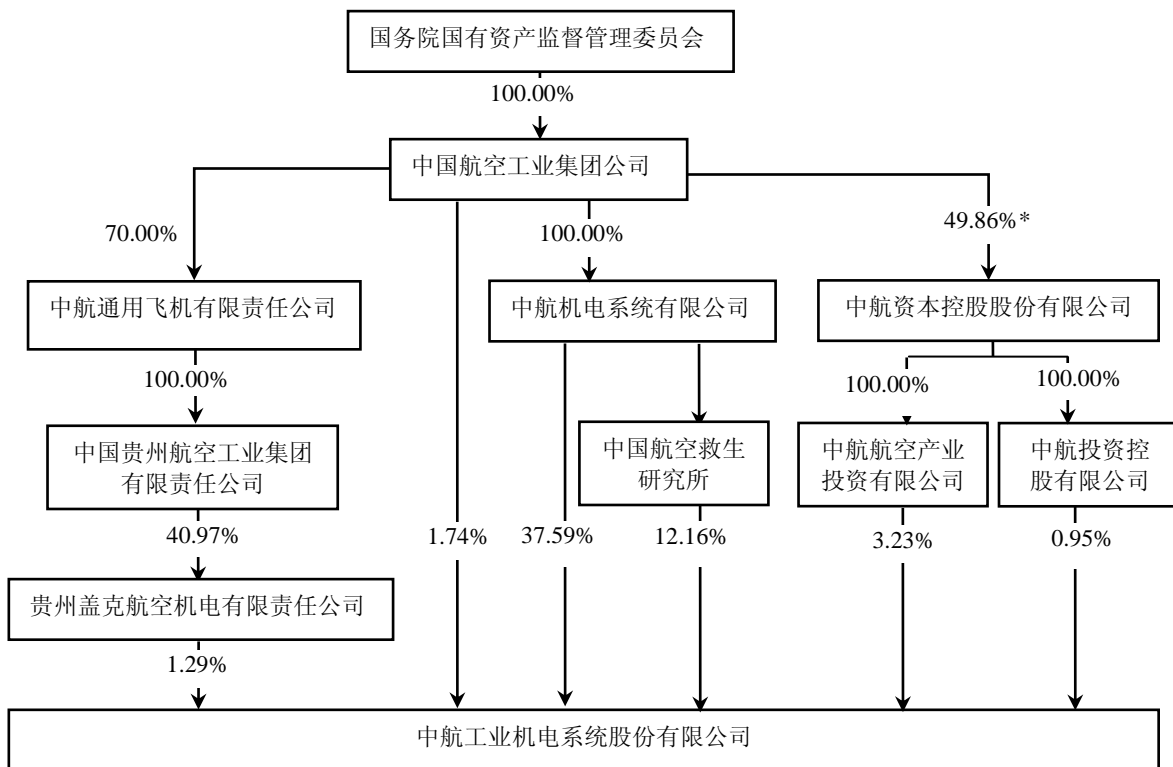 国务院国有资产监督管理委员会
100.00%
中国航空工业集团公司
70.00%
100.00%
49.86%*
中航通用飞机有限责任公司
中航机电系统有限公司
中航资本控股股份有限公司
100.00%
100.00%
100.00%
中国贵州航空工业集团
有限责任公司
中国航空救生
研究所
中航航空产业
投资有限公司
中航投资控
股有限公司
40.97%
1.74%
37.59%
12.16%
3.23%
0.95%
贵州盖克航空机电有限责任公司
1.29%
中航工业机电系统股份有限公司